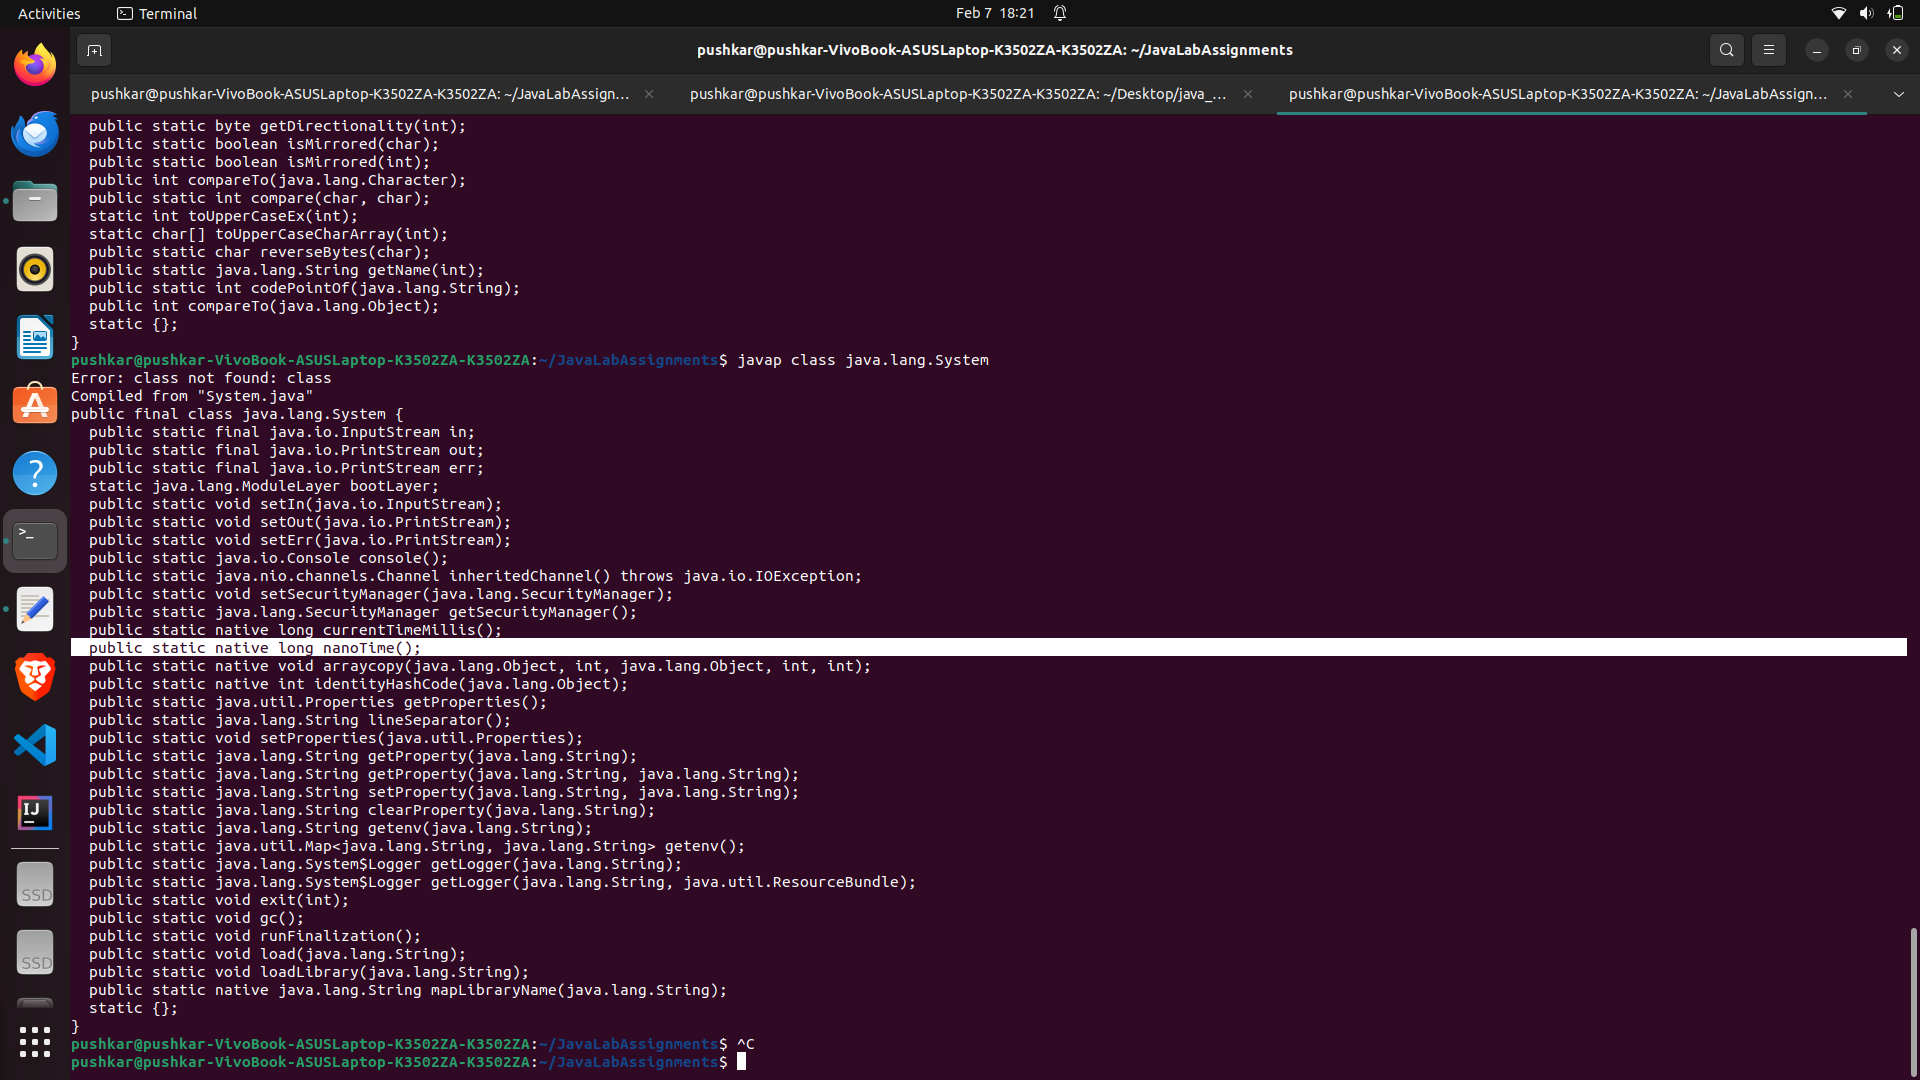 Activities
Terminal
Feb 7 18:21
pushkar@pushkar-VivoBook-ASUSLaptop-K3502ZA-K3502ZA: ~/JavaLabAssignments
pushkar@pushkar-VivoBook-ASUSLaptop-K3502ZA-K3502ZA: ~/JavaLabAssign...
pushkar@pushkar-VivoBook-ASUSLaptop-K3502ZA-K3502ZA: ~/Desktop/java_...
pushkar@pushkar-VivoBook-ASUSLaptop-K3502ZA-K3502ZA: ~/JavaLabAssign...
public static byte getDirectionality(int);
public static boolean isMirrored(char);
public static boolean isMirrored(int);
public int compareTo(java.lang.Character);
public static int compare(char, char);
static int toUpperCaseEx(int);
static char[] toUpperCaseCharArray(int);
public static char reverseBytes(char);
public static java.lang.String getName(int);
public static int codePointOf(java.lang.String);
public int compareTo(java.lang.Object);
static {};
}
pushkar@pushkar-VivoBook-ASUSLaptop-K3502ZA-K3502ZA:~/JavaLabAssignments$ javap class java.lang.System
Error: class not found: class
Compiled from "System.java"
public final class java.lang.System {
public static final java.io.InputStream in;
public static final java.io.PrintStream out;
public static final java.io.PrintStream err;
static java.lang.ModuleLayer bootLayer;
public static void setIn(java.io.InputStream);
public static void setOut(java.io.PrintStream);
public static void setErr(java.io.PrintStream);
public static java.io.Console console();
public static java.nio.channels.Channel inheritedChannel() throws java.io.IOException;
public static void setSecurityManager(java.lang.SecurityManager);
public static java.lang.SecurityManager getSecurityManager();
public static native long currentTimeMillis();
public static native long nanoTime();
public static native void arraycopy(java.lang.Object, int, java.lang.Object, int, int);
public static native int identityHashCode(java.lang.Object);
public static java.util.Properties getProperties();
public static java.lang.String lineSeparator();
public static void setProperties(java.util.Properties);
public static java.lang.String getProperty(java.lang.String);
public static java.lang.String getProperty(java.lang.String, java.lang.String);
public static java.lang.String setProperty(java.lang.String, java.lang.String);
public static java.lang.String clearProperty(java.lang.String);
public static java.lang.String getenv(java.lang.String);
public static java.util.Map<java.lang.String, java.lang.String> getenv();
public static java.lang.System$Logger getLogger(java.lang.String);
public static java.lang.System$Logger getLogger(java.lang.String, java.util.ResourceBundle);
public static void exit(int);
public static void gc();
public static void runFinalization();
public static void load(java.lang.String);
public static void loadLibrary(java.lang.String);
public static native java.lang.String mapLibraryName(java.lang.String);
static {};
}
pushkar@pushkar-VivoBook-ASUSLaptop-K3502ZA-K3502ZA:~/JavaLabAssignments$ ^C
pushkar@pushkar-VivoBook-ASUSLaptop-K3502ZA-K3502ZA:~/JavaLabAssignments$
>_
IJ
SSD
SSD